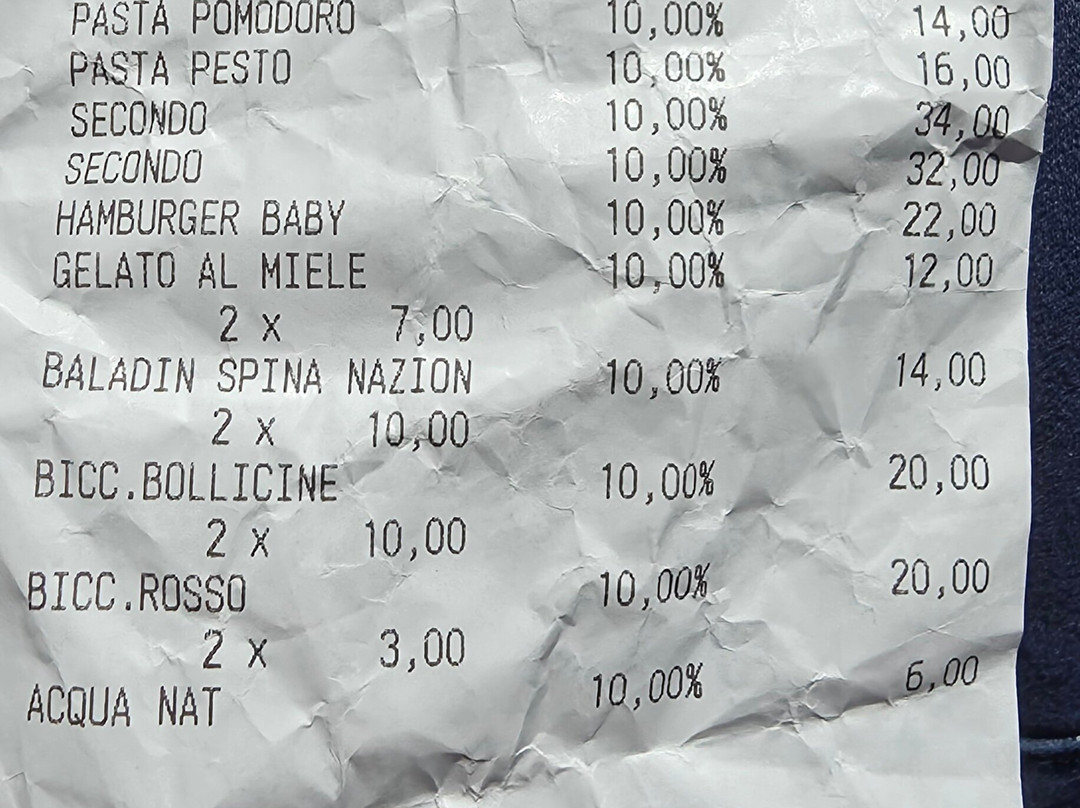 PASTA POMODORO 10,00% 14,00
PASTA PESTO 10,00% 16,00
SECONDO 10,00% 34,00
SECONDO 10,00% 32,00
HAMBURGER BABY 10,00% 22,00
GELATO AL MIELE 10,00% 12,00
2 x 7,00
BALADIN SPINA NAZION 10,00% 14,00
2 x 10,00
BICC.BOLLICINE 10,00% 20,00
2 x 10,00
BICC.ROSSO 10,00% 20,00
2 x 3,00
ACQUA NAT 10,00% 6,00